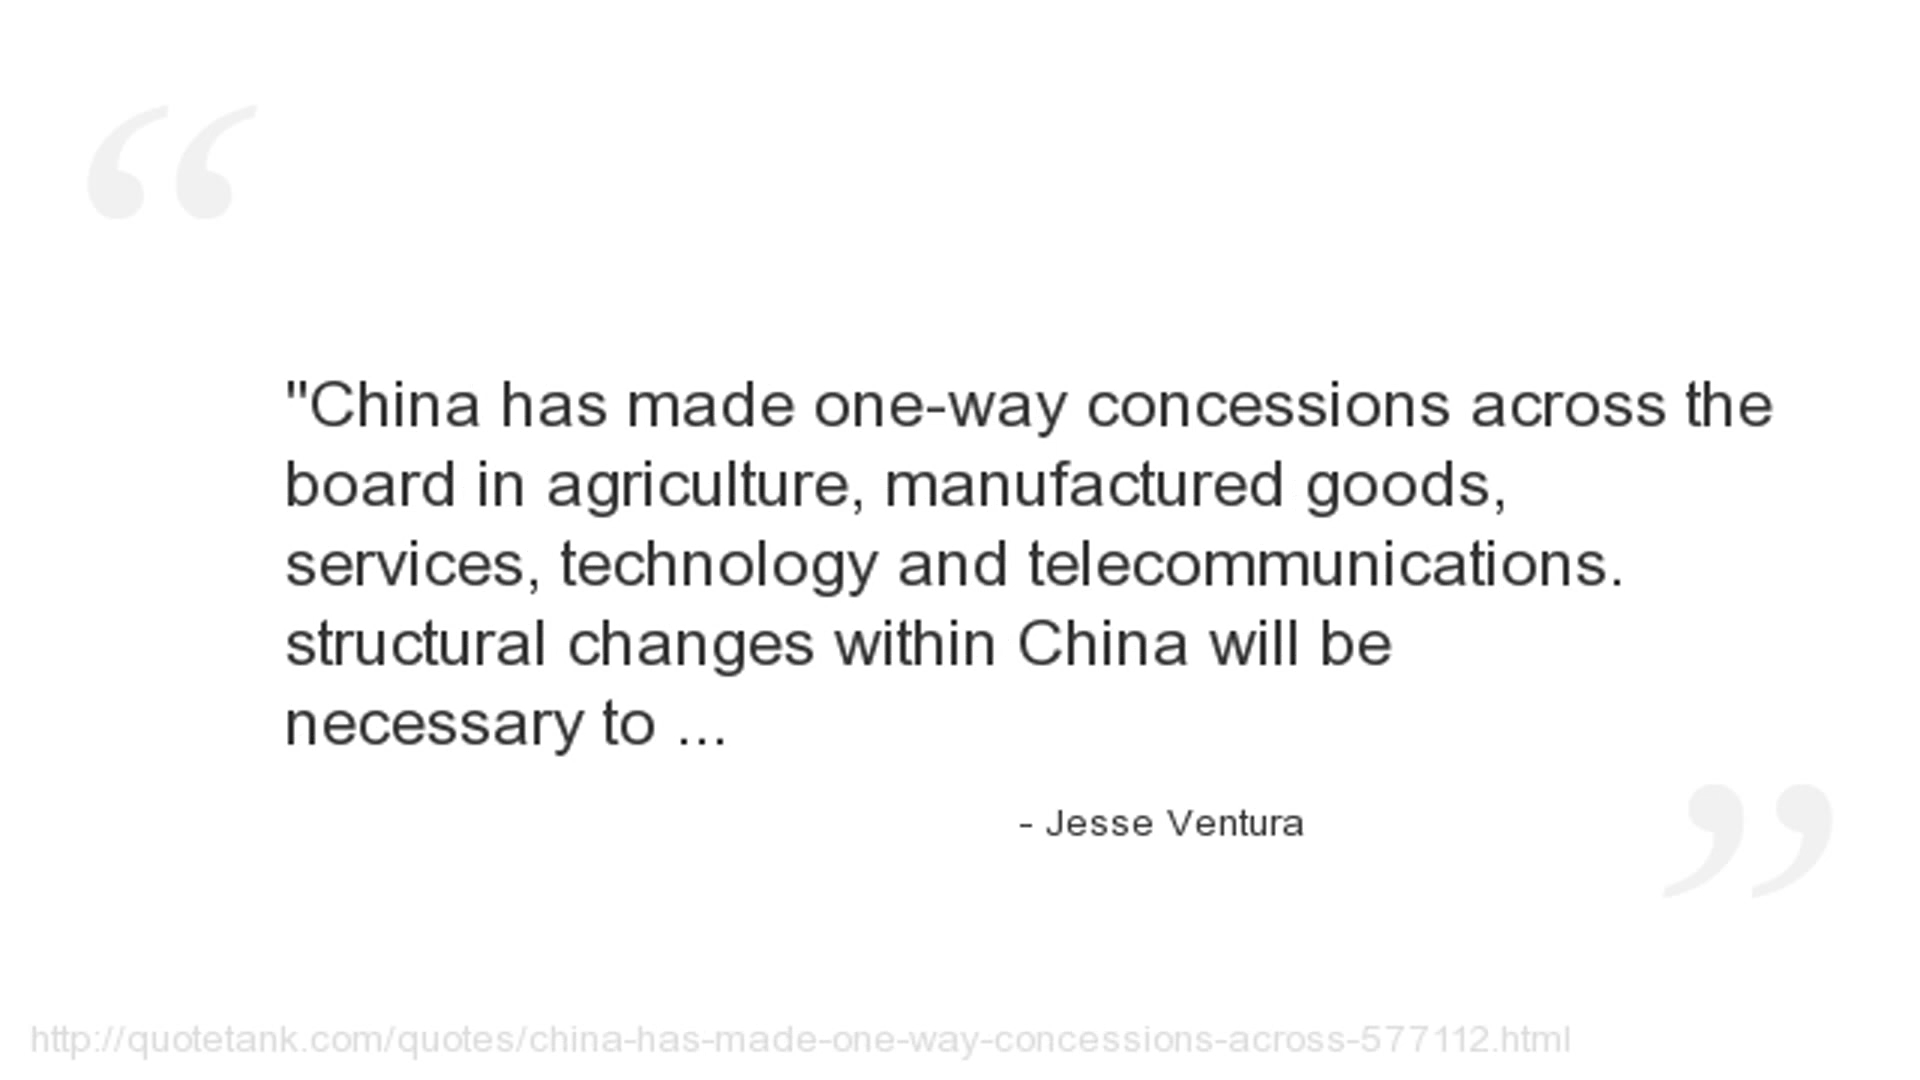 "China has made one-way concessions across the
board in agriculture, manufactured goods,
services, technology and telecommunications.
structural changes within China will be
necessary to ...
- Jesse Ventura
http://quotetank.com/quotes/china-has-made-one-way-concessions-across-577112.html